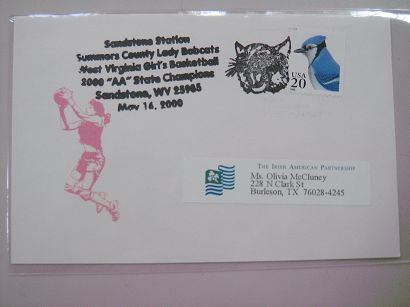 Sandstone Station
Summers County Lady Bobcats
West Virginia Girl's Basketball
2000 "AA" State Champions
Sandstone, WV 25985
May 16, 2000
USA
20
THE IRISH AMERICAN PARTNERSHIP
Ms. Olivia McCluney
228 N Clark St
Burleson, TX 76028-4245